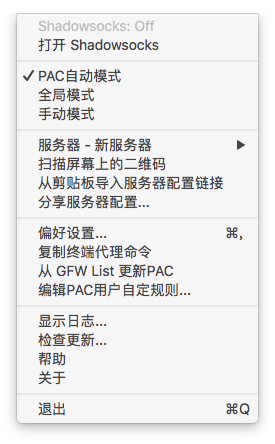 Shadowsocks: Off
打开 Shadowsocks
✓ PAC自动模式
全局模式
手动模式
服务器 - 新服务器 ▶
扫描屏幕上的二维码
从剪贴板导入服务器配置链接
分享服务器配置...
偏好设置... ⌘,
复制终端代理命令
从 GFW List 更新PAC
编辑PAC用户自定规则...
显示日志...
检查更新...
帮助
关于
退出 ⌘Q